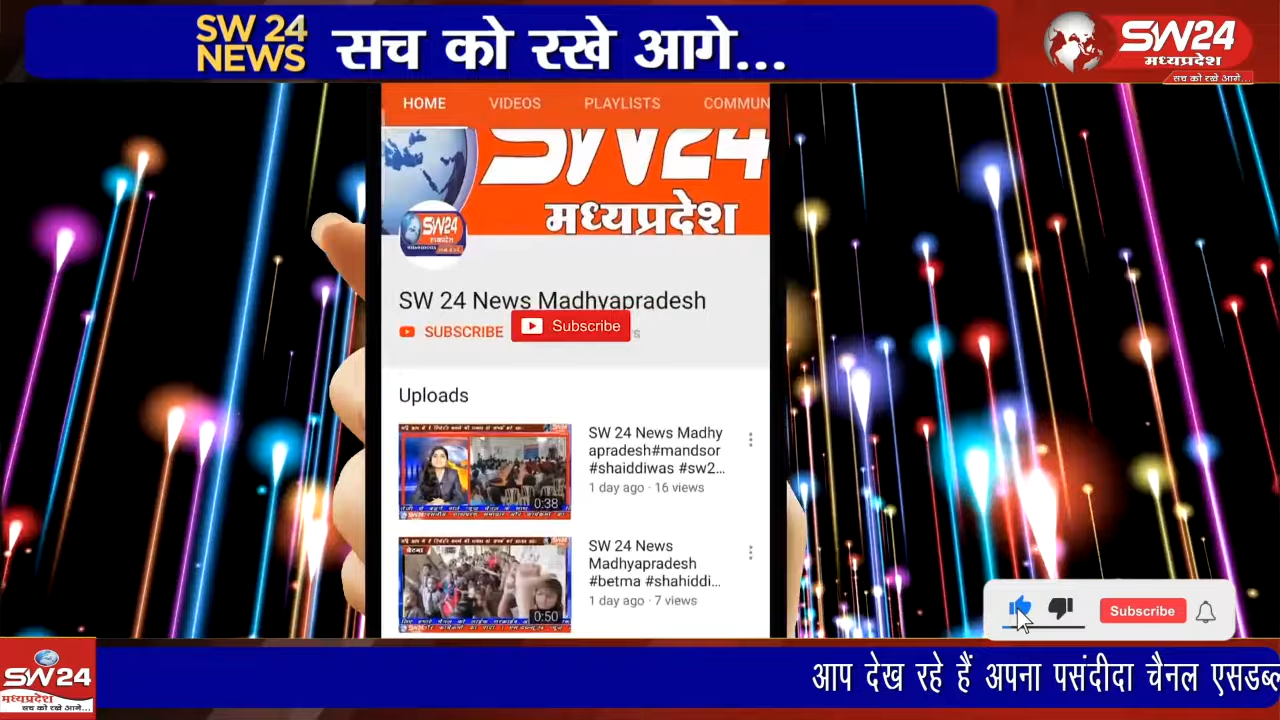 SW 24
NEWS
सच को रखे आगे...
SW24
मध्यप्रदेश
सच को रखे आगे...
HOME VIDEOS PLAYLISTS COMMUN
SW24
मध्यप्रदेश
SW24
SW 24 News Madhyapradesh
SUBSCRIBE
Subscribe
Uploads
SW 24 News Madhy
apradesh#mandsor
#shaiddiwas #sw2...
1 day ago · 16 views
0:38
SW 24 News
Madhyapradesh
#betma #shahiddi...
1 day ago · 7 views
बेटमा
0:50
Subscribe
SW24
मध्यप्रदेश
सच को रखे आगे...
आप देख रहे हैं अपना पसंदीदा चैनल एसडब्ल